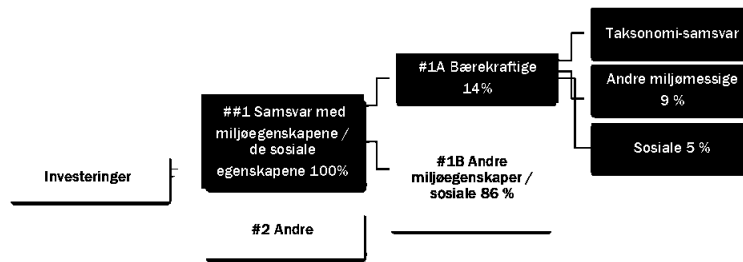 Investeringer
##1 Samsvar med
miljøegenskapene /
de sosiale
egenskapene 100%
#2 Andre
#1A Bærekraftige
14%
#1B Andre
miljøegenskaper /
sosiale 86 %
Taksonomi-samsvar
Andre miljømessige
9 %
Sosiale 5 %